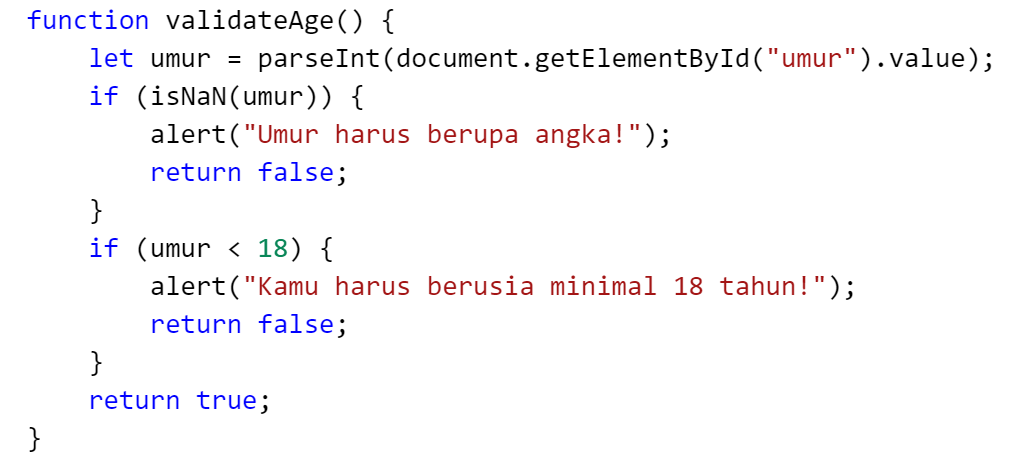 function validateAge() {
    let umur = parseInt(document.getElementById("umur").value);
    if (isNaN(umur)) {
        alert("Umur harus berupa angka!");
        return false;
    }
    if (umur < 18) {
        alert("Kamu harus berusia minimal 18 tahun!");
        return false;
    }
    return true;
}